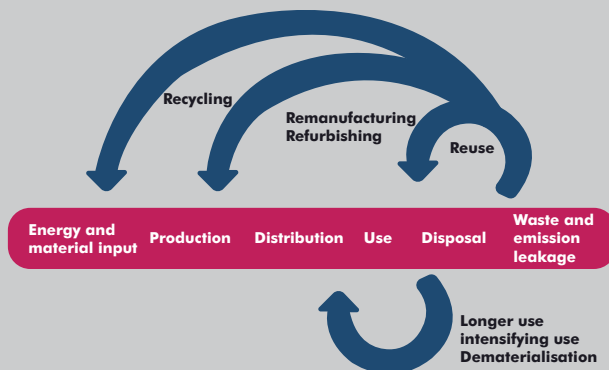 Recycling
Remanufacturing
Refurbishing
Reuse
Energy and
material input
Production
Distribution
Use
Disposal
Waste and
emission
leakage
Longer use
intensifying use
Dematerialisation